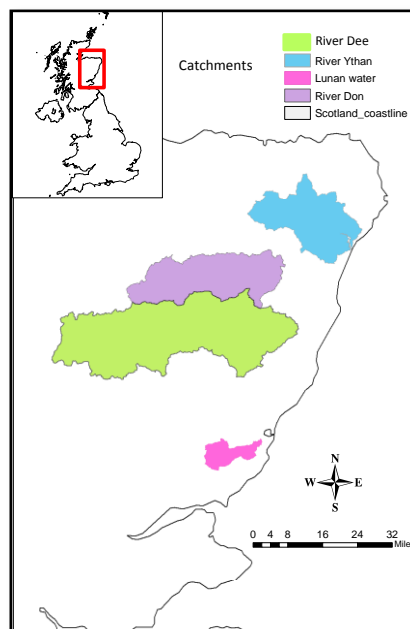 Catchments
River Dee
River Ythan
Lunan water
River Don
Scotland_coastline
N
W E
S
0 4 8 16 24 32
Mile